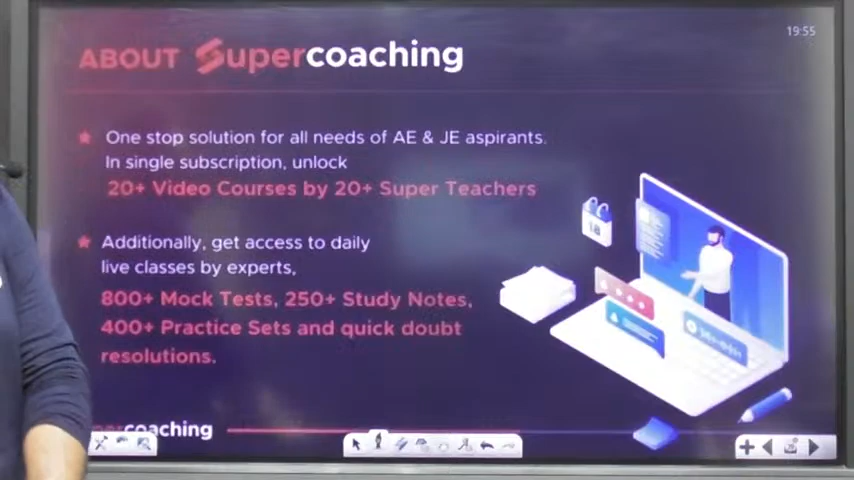 19:55
ABOUT Supercoaching
One stop solution for all needs of AE & JE aspirants.
In single subscription, unlock
20+ Video Courses by 20+ Super Teachers
Additionally, get access to daily
live classes by experts,
800+ Mock Tests, 250+ Study Notes,
400+ Practice Sets and quick doubt
resolutions.
18
percoaching